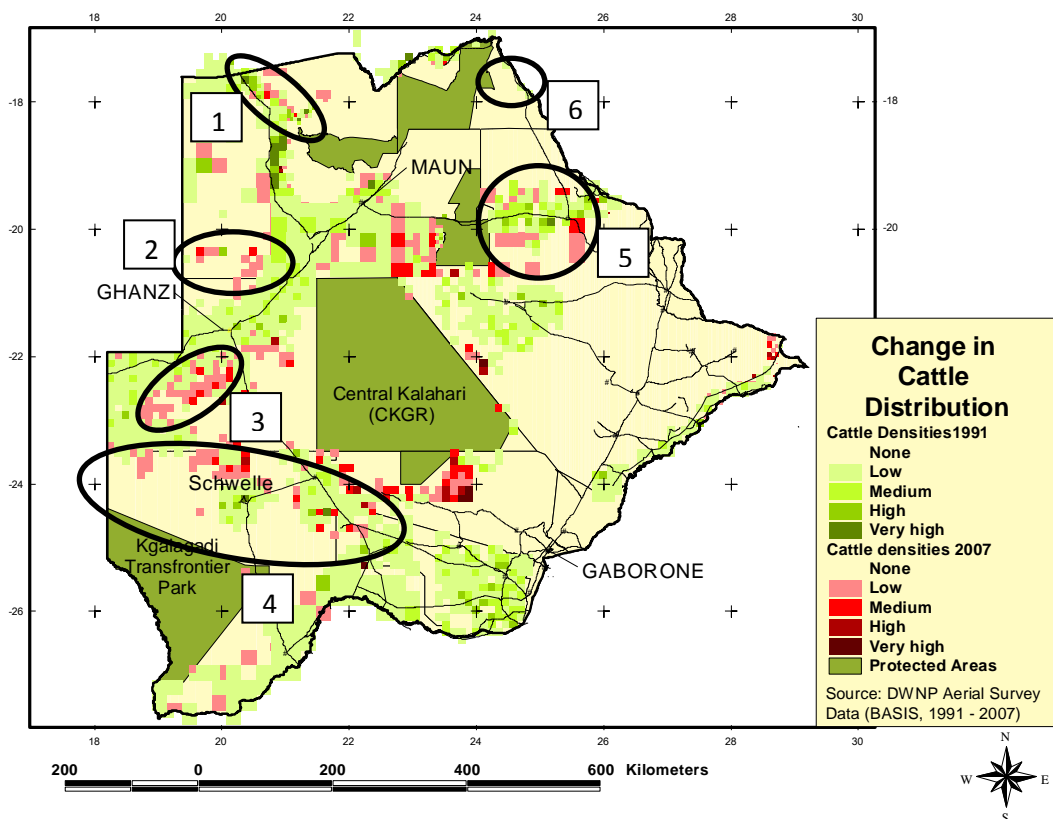 18 20 22 24 26 28 30
-18 -18
1
6
MAUN
2
-20 -20
5
GHANZI
-22
Central Kalahari
(CKGR)
3
Schwelle
-24
Kgalagadi
Transfrontier
Park
GABORONE
4
-26
18 20 22 24 26 28 30
Change in
Cattle
Distribution
Cattle Densities1991
None
Low
Medium
High
Very high
Cattle densities 2007
None
Low
Medium
High
Very high
Protected Areas
Source: DWNP Aerial Survey
Data (BASIS, 1991 - 2007)
200 0 200 400 600 Kilometers
N
W E
S